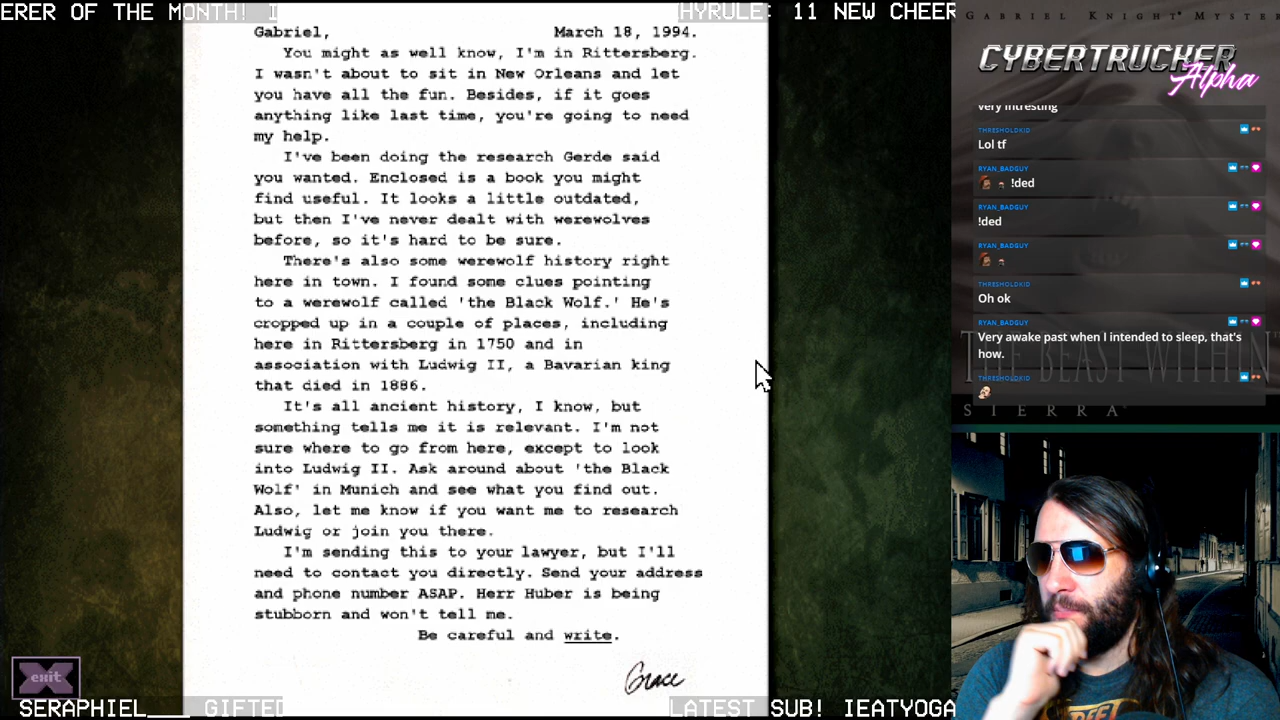 ERER OF THE MONTH! I
HYRULE: 11 NEW CHEER
Gabriel, March 18, 1994.
You might as well know, I'm in Rittersberg.
I wasn't about to sit in New Orleans and let
you have all the fun. Besides, if it goes
anything like last time, you're going to need
my help.
I've been doing the research Gerde said
you wanted. Enclosed is a book you might
find useful. It looks a little outdated,
but then I've never dealt with werewolves
before, so it's hard to be sure.
There's also some werewolf history right
here in town. I found some clues pointing
to a werewolf called 'the Black Wolf.' He's
cropped up in a couple of places, including
here in Rittersberg in 1750 and in
association with Ludwig II, a Bavarian king
that died in 1886.
It's all ancient history, I know, but
something tells me it is relevant. I'm not
sure where to go from here, except to look
into Ludwig II. Ask around about 'the Black
Wolf' in Munich and see what you find out.
Also, let me know if you want me to research
Ludwig or join you there.
I'm sending this to your lawyer, but I'll
need to contact you directly. Send your address
and phone number ASAP. Herr Huber is being
stubborn and won't tell me.
Be careful and write.
Grace
exit
SERAPHIEL___ GIFTED
LATEST SUB! IEATYOGA
GABRIEL KNIGHT MYSTE
CYBERTRUCKER
Alpha
very intresting
THRESHOLDKID
Lol tf
RYAN_BADGUY
!ded
RYAN_BADGUY
!ded
RYAN_BADGUY
THRESHOLDKID
Oh ok
RYAN_BADGUY
Very awake past when I intended to sleep, that's
how.
THRESHOLDKID
THE BEAST WITHIN
SIERRA